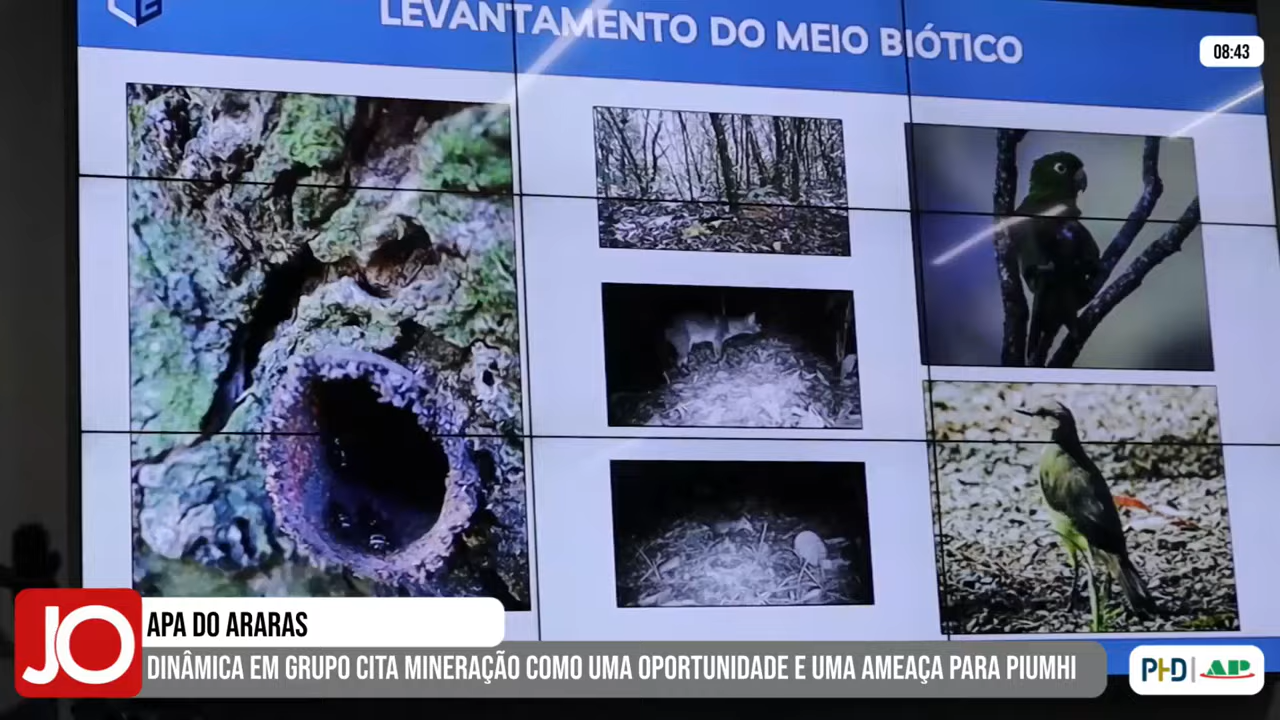 LEVANTAMENTO DO MEIO BIÓTICO
08:43
JO
APA DO ARARAS
DINÂMICA EM GRUPO CITA MINERAÇÃO COMO UMA OPORTUNIDADE E UMA AMEAÇA PARA PIUMHI
PHD | AP